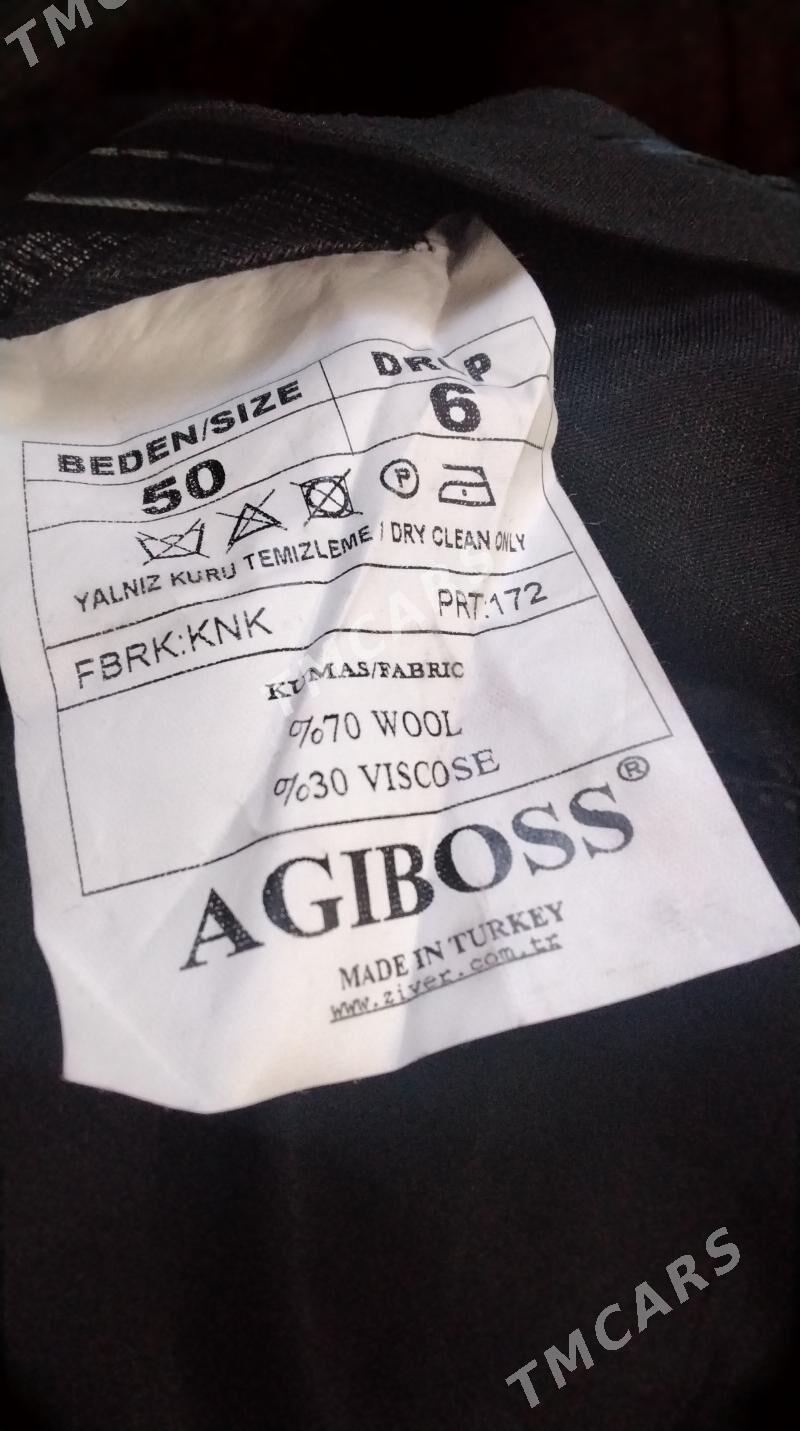 TMC
BEDEN/SIZE DROP
50 6
P
YALNIZ KURU TEMIZLEME / DRY CLEAN ONLY
FBRK:KNK PRT:172
KUMAS/FABRIC
%70 WOOL
%30 VISCOSE
AGIBOSS®
MADE IN TURKEY
www.ziver.com.tr
TMCARS
TMCARS